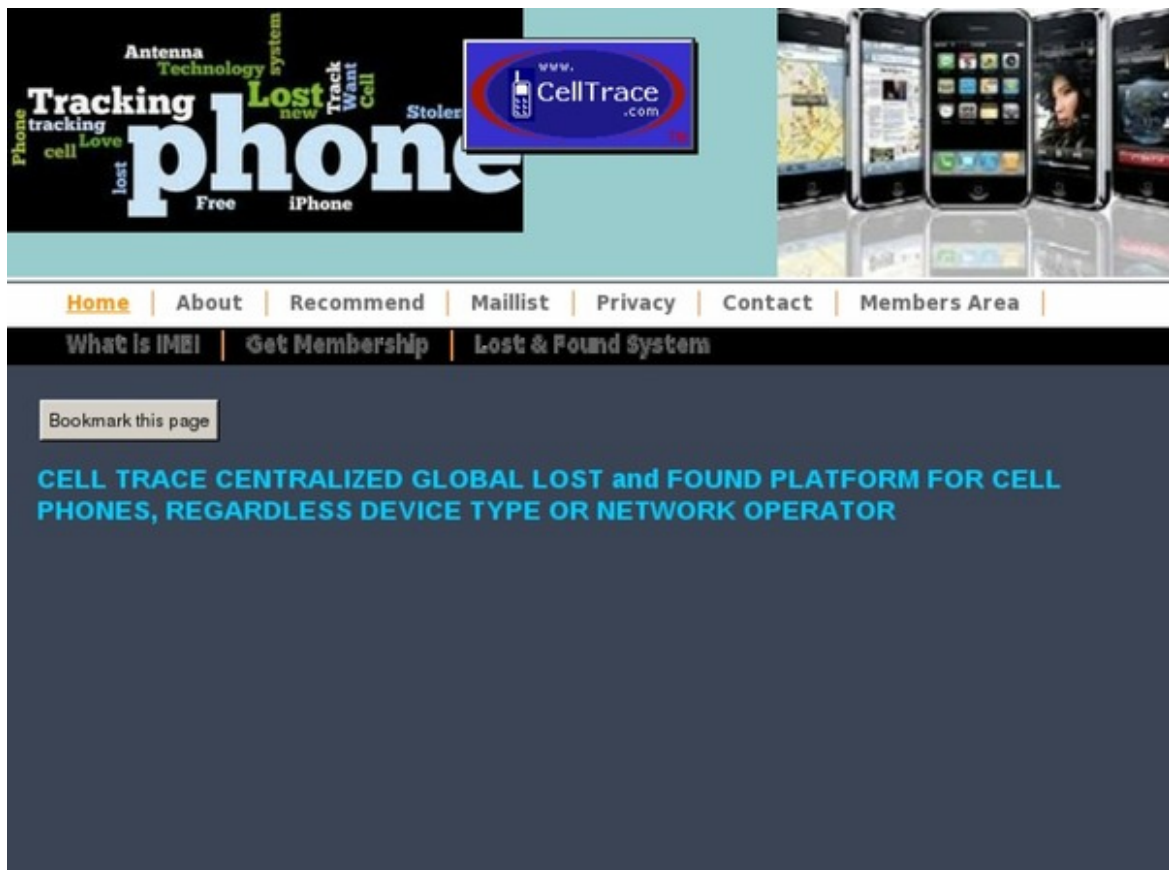 system
Antenna
Technology
Tracking
Lost
new
Track
Want
Cell
Stolen
Phone
tracking
cell
Love
lost
phone
Free
iPhone
www.
CellTrace
.com
TM
Home | About | Recommend | Maillist | Privacy | Contact | Members Area |
What is IMEI | Get Membership | Lost & Found System
Bookmark this page
CELL TRACE CENTRALIZED GLOBAL LOST and FOUND PLATFORM FOR CELL
PHONES, REGARDLESS DEVICE TYPE OR NETWORK OPERATOR